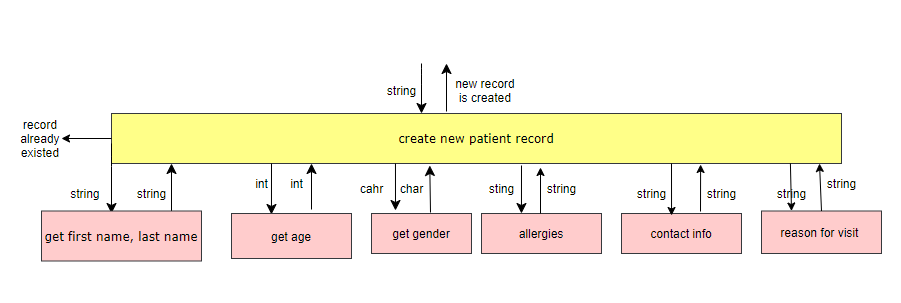 string
new record
is created
record
already
existed
create new patient record
string
string
int
int
cahr
char
sting
string
string
string
string
string
get first name, last name
get age
get gender
allergies
contact info
reason for visit